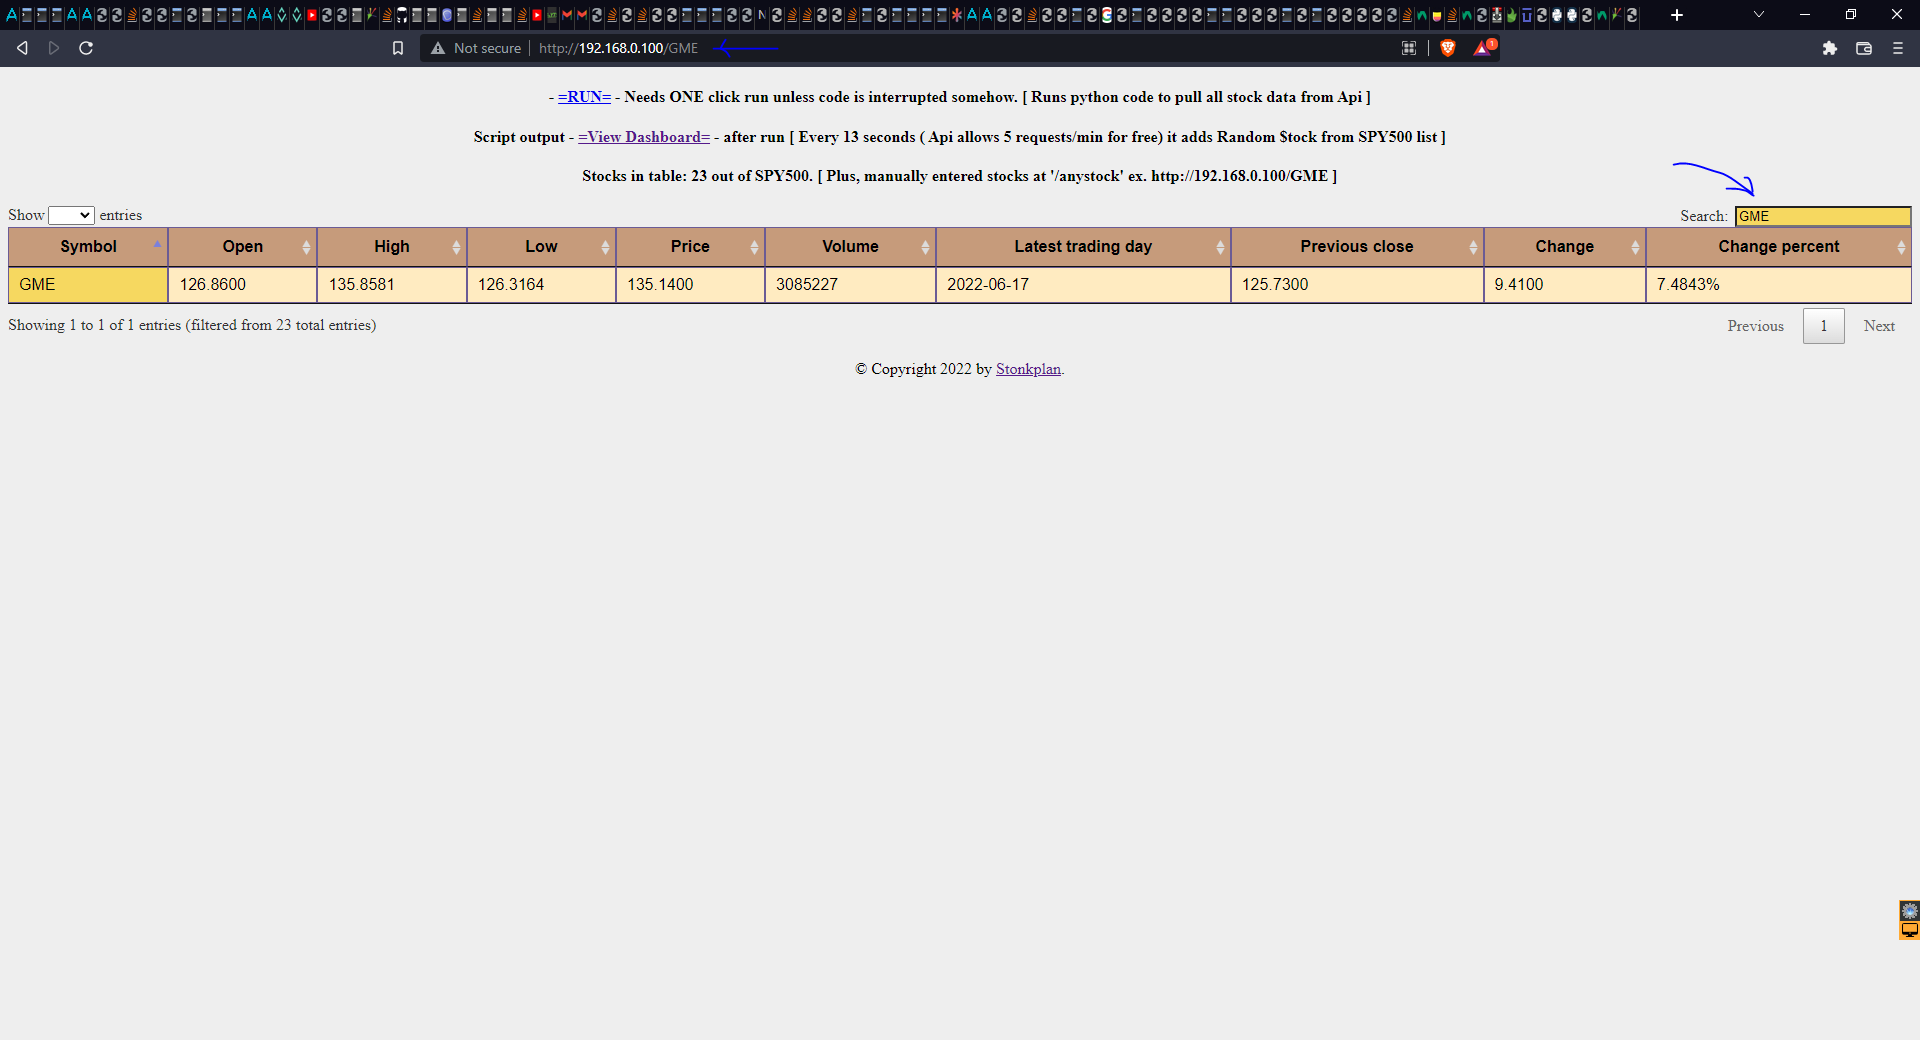 Not secure http://192.168.0.100/GME 1
- =RUN= - Needs ONE click run unless code is interrupted somehow. [ Runs python code to pull all stock data from Api ]
Script output - =View Dashboard= - after run [ Every 13 seconds ( Api allows 5 requests/min for free) it adds Random $tock from SPY500 list ]
Stocks in table: 23 out of SPY500. [ Plus, manually entered stocks at '/anystock' ex. http://192.168.0.100/GME ]
Show entries Search: GME
Symbol Open High Low Price Volume Latest trading day Previous close Change Change percent
GME 126.8600 135.8581 126.3164 135.1400 3085227 2022-06-17 125.7300 9.4100 7.4843%
Showing 1 to 1 of 1 entries (filtered from 23 total entries) Previous 1 Next
© Copyright 2022 by Stonkplan.